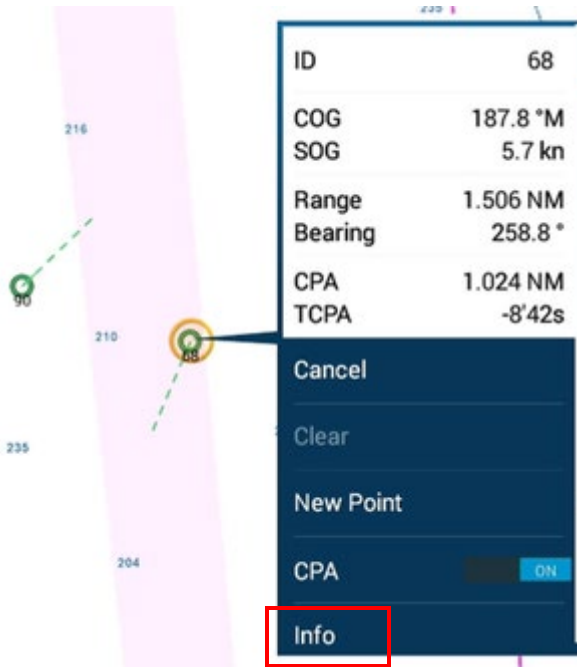 239
ID 68
COG 187.8 °M
SOG 5.7 kn
Range 1.506 NM
Bearing 258.8 °
CPA 1.024 NM
TCPA -8'42s
Cancel
Clear
New Point
CPA ON
Info
216
90
210
68
235
204